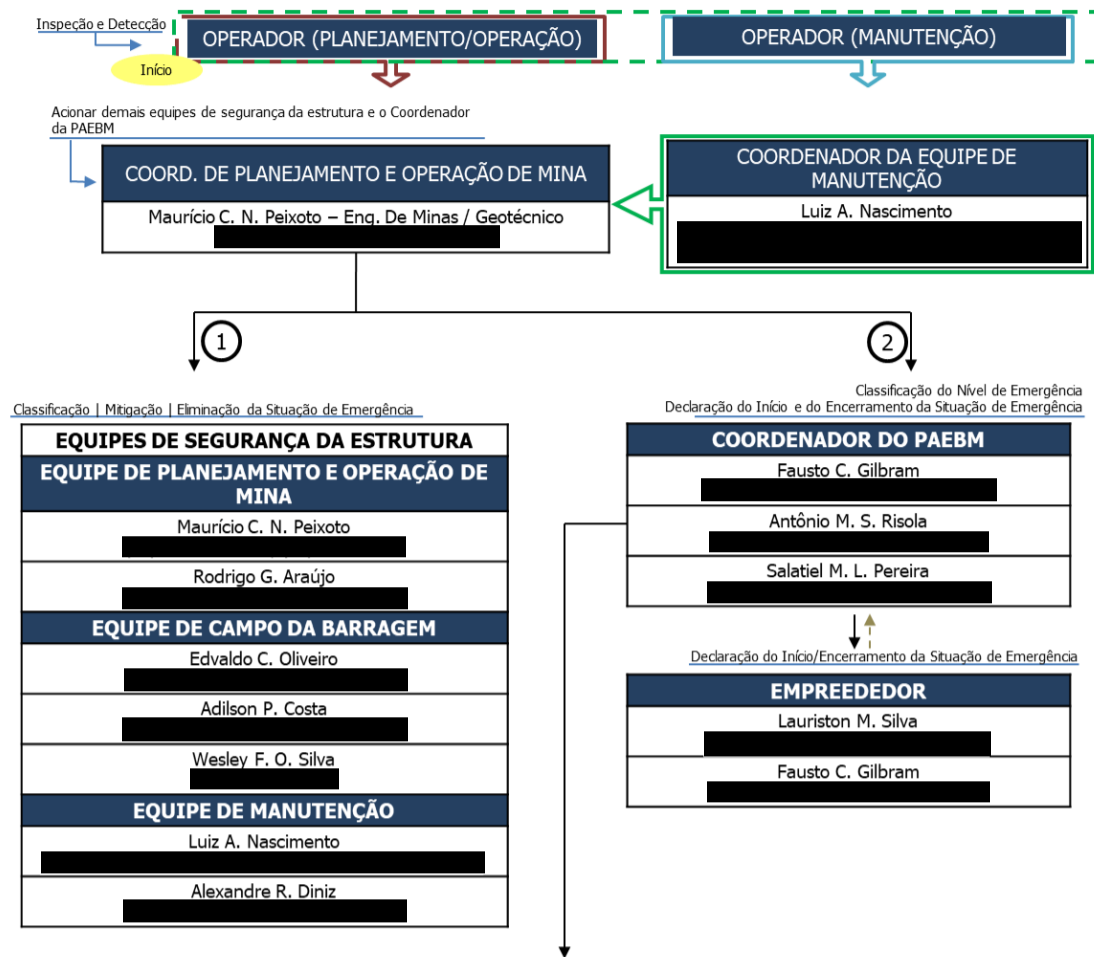 Inspeção e Detecção
OPERADOR (PLANEJAMENTO/OPERAÇÃO)
OPERADOR (MANUTENÇÃO)
Início
Acionar demais equipes de segurança da estrutura e o Coordenador
da PAEBM
COORD. DE PLANEJAMENTO E OPERAÇÃO DE MINA
Maurício C. N. Peixoto – Eng. De Minas / Geotécnico
COORDENADOR DA EQUIPE DE
MANUTENÇÃO
Luiz A. Nascimento
1
2
Classificação | Mitigação | Eliminação da Situação de Emergência
EQUIPES DE SEGURANÇA DA ESTRUTURA
EQUIPE DE PLANEJAMENTO E OPERAÇÃO DE
MINA
Maurício C. N. Peixoto
Rodrigo G. Araújo
EQUIPE DE CAMPO DA BARRAGEM
Edvaldo C. Oliveiro
Adilson P. Costa
Wesley F. O. Silva
EQUIPE DE MANUTENÇÃO
Luiz A. Nascimento
Alexandre R. Diniz
Classificação do Nível de Emergência
Declaração do Início e do Encerramento da Situação de Emergência
COORDENADOR DO PAEBM
Fausto C. Gilbram
Antônio M. S. Risola
Salatiel M. L. Pereira
Declaração do Início/Encerramento da Situação de Emergência
EMPREEDEDOR
Lauriston M. Silva
Fausto C. Gilbram